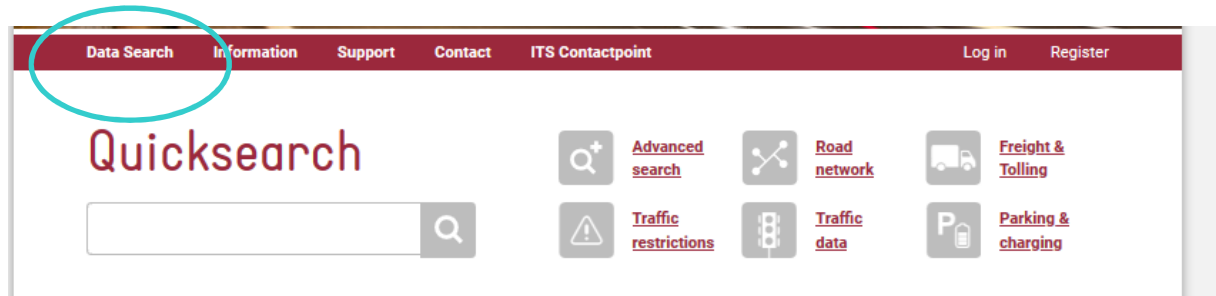 Data Search Information Support Contact ITS Contactpoint Log in Register
Quicksearch
Advanced search
Road network
Freight & Tolling
Traffic restrictions
Traffic data
P Parking & charging